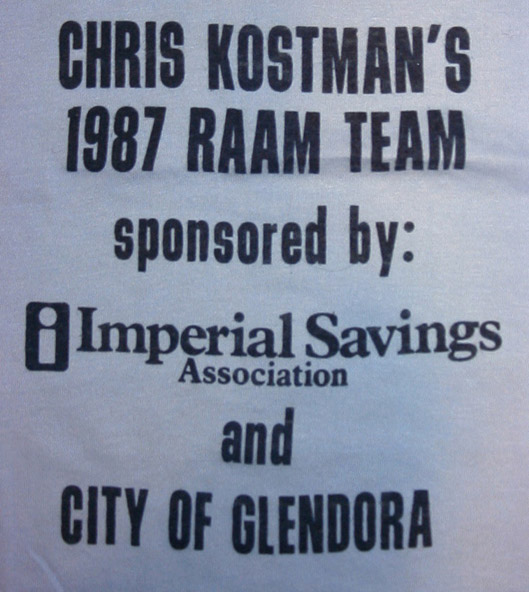 CHRIS KOSTMAN'S
1987 RAAM TEAM
sponsored by:
i Imperial Savings
Association
and
CITY OF GLENDORA